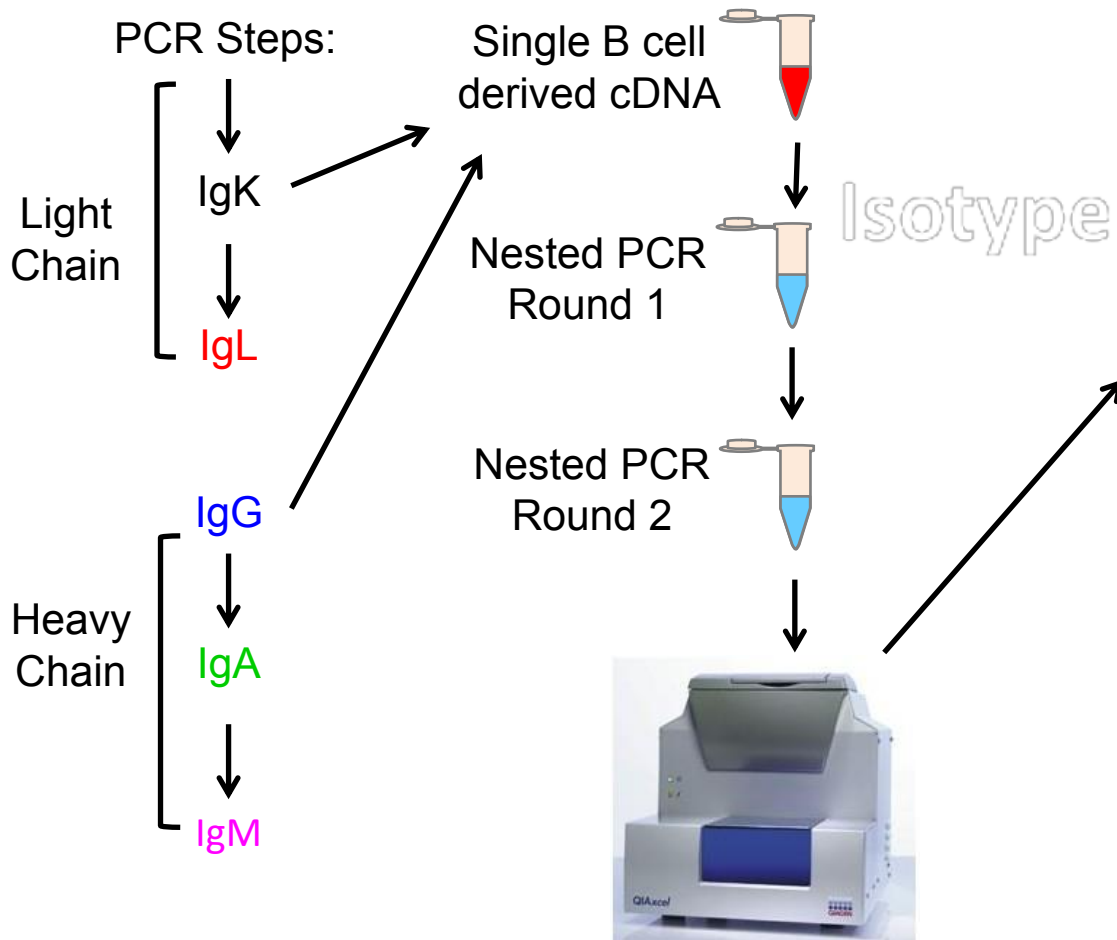 PCR Steps:
Light
Chain
IgK
IgL
IgG
Heavy
Chain
IgA
IgM
Single B cell
derived cDNA
Isotype
Nested PCR
Round 1
Nested PCR
Round 2
QIAxcel
QIAGEN